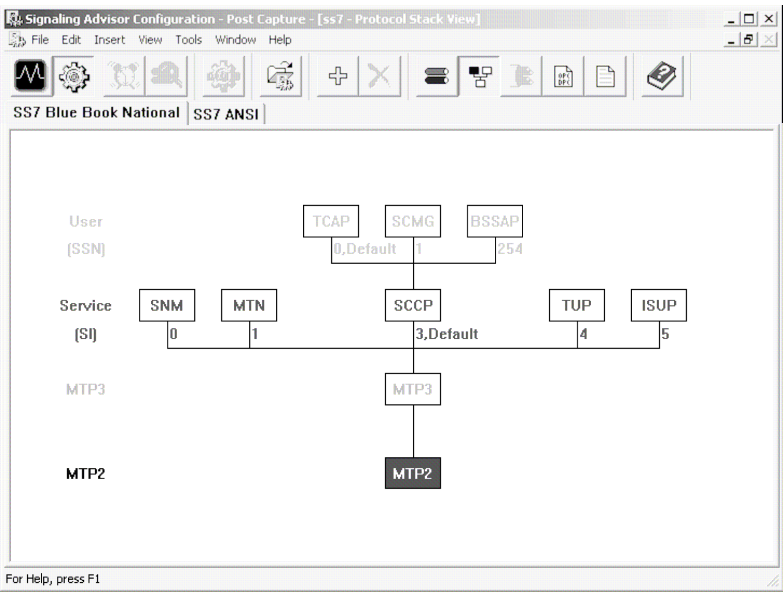 Signaling Advisor Configuration - Post Capture - [ss7 - Protocol Stack View]
File Edit Insert View Tools Window Help
SS7 Blue Book National SS7 ANSI
User TCAP SCMG BSSAP
(SSN) 0,Default 1 254
Service SNM MTN SCCP TUP ISUP
(SI) 0 1 3,Default 4 5
MTP3 MTP3
MTP2 MTP2
For Help, press F1